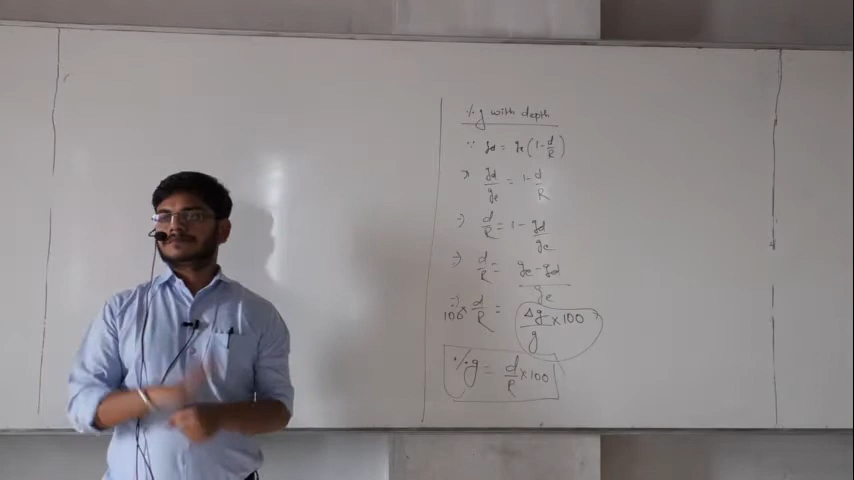 % g with depth
∵ gd = ge (1 - d/R)
⇒ gd/ge = 1 - d/R
⇒ d/R = 1 - gd/ge
⇒ d/R = ge - gd/ge
⇒ 100 × d/R = Δg/g × 100
% g = d/R × 100